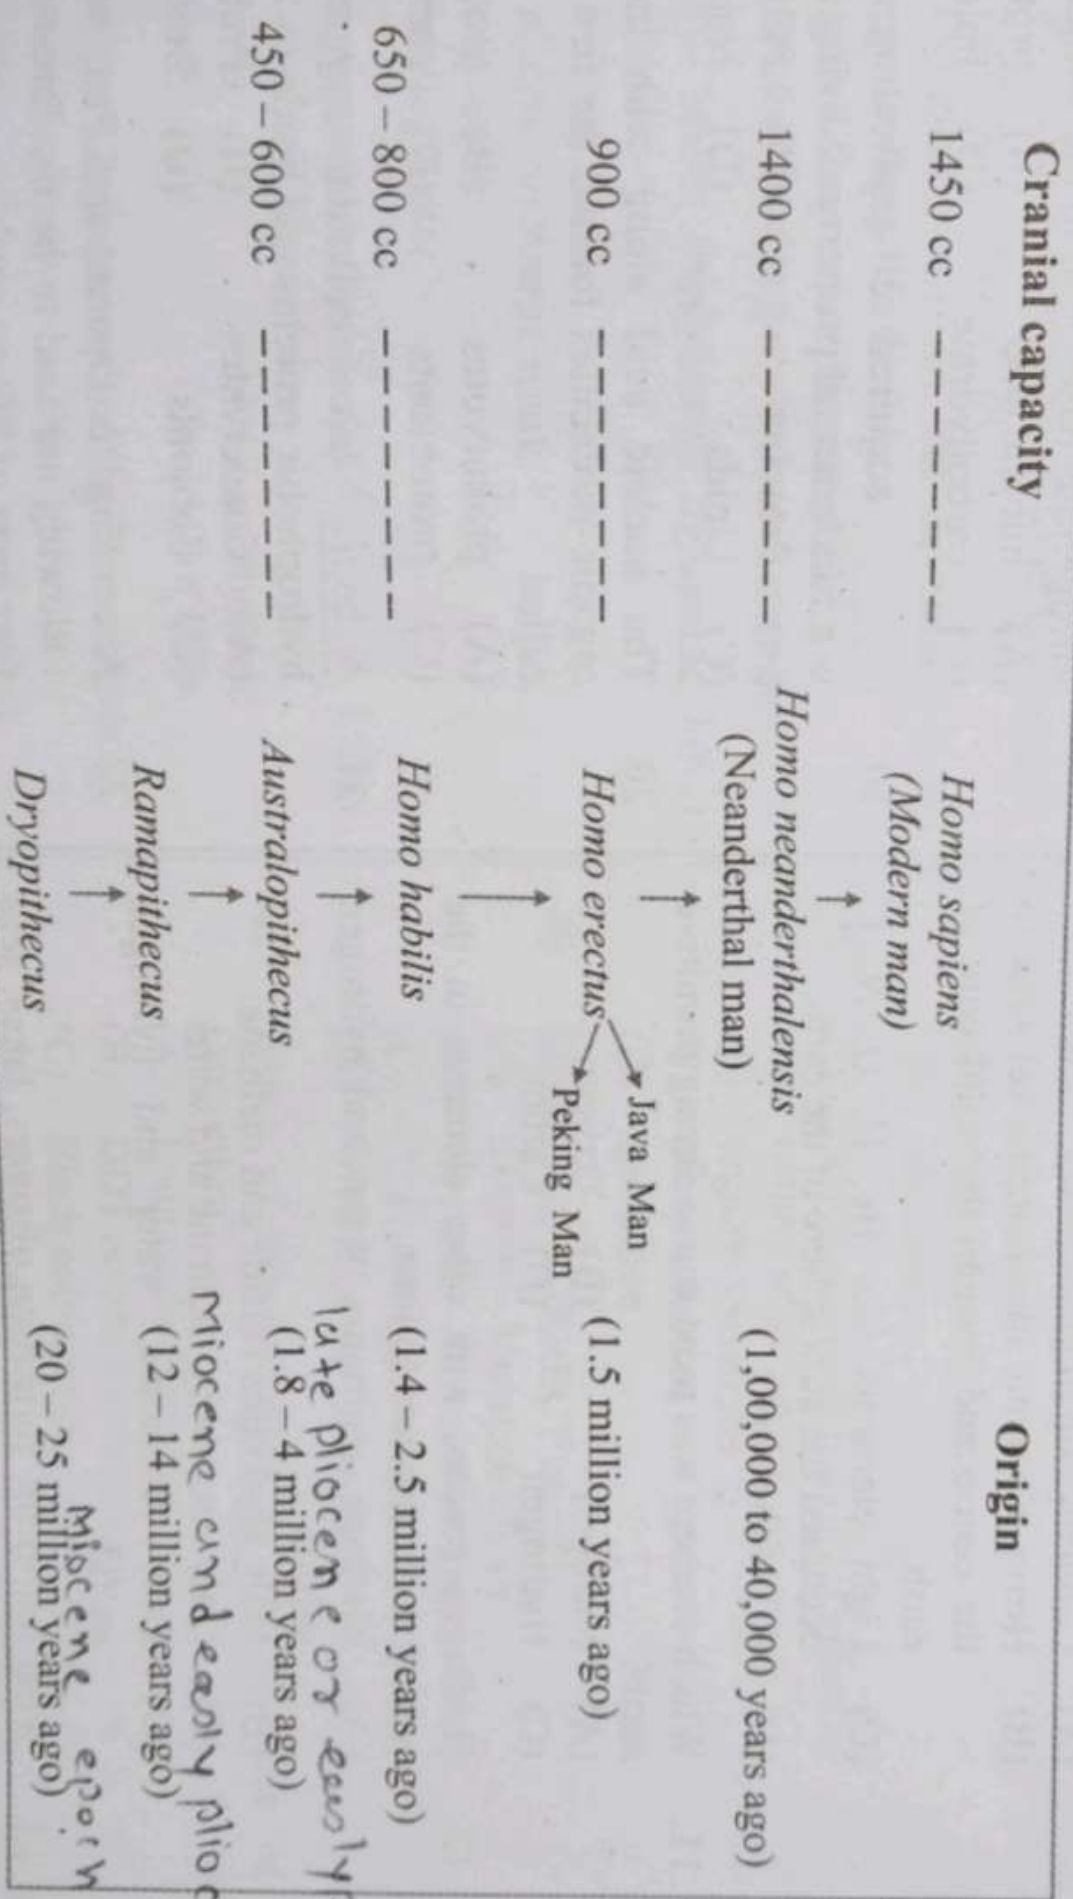 Cranial capacity Origin
1450 cc -------- Homo sapiens
(Modern man)
1400 cc -------- Homo neanderthalensis
(Neanderthal man) (1,00,000 to 40,000 years ago)
Java Man
900 cc -------- Homo erectus (1.5 million years ago)
Peking Man
650 – 800 cc -------- Homo habilis (1.4 – 2.5 million years ago)
late pliocene or early
450 – 600 cc -------- Australopithecus (1.8 – 4 million years ago)
Miocene and early plio
Ramapithecus (12 – 14 million years ago)
Miocene epoch
Dryopithecus (20 – 25 million years ago)